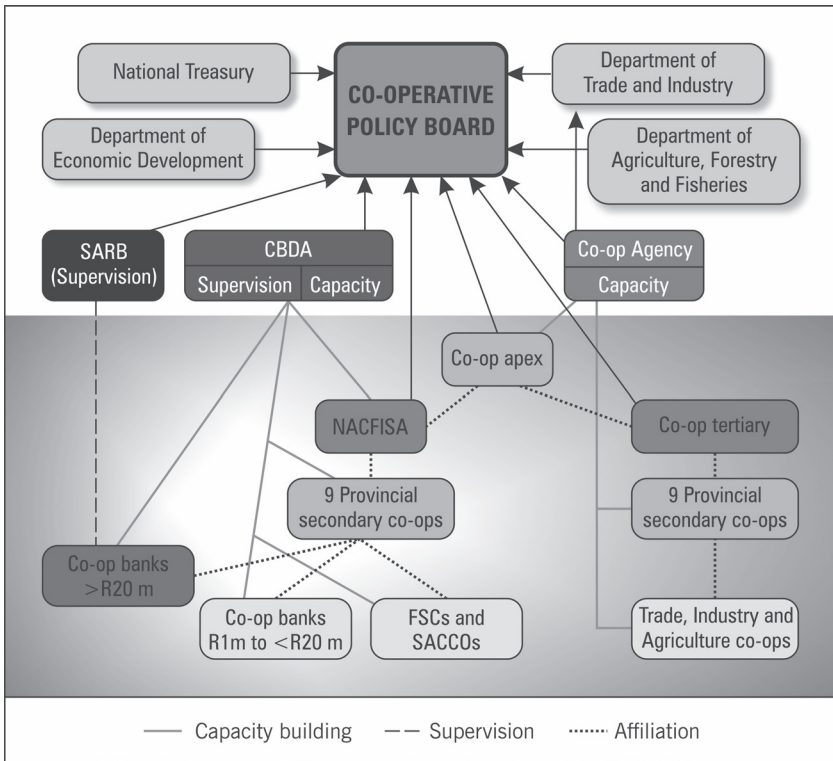 National Treasury
CO-OPERATIVE
POLICY BOARD
Department of
Trade and Industry
Department of
Economic Development
Department of
Agriculture, Forestry
and Fisheries
SARB
(Supervision)
CBDA
Supervision
Capacity
Co-op Agency
Capacity
Co-op apex
NACFISA
Co-op tertiary
9 Provincial
secondary co-ops
9 Provincial
secondary co-ops
Co-op banks
>R20 m
Co-op banks
R1m to <R20 m
FSCs and
SACCOs
Trade, Industry and
Agriculture co-ops
Capacity building
Supervision
Affiliation